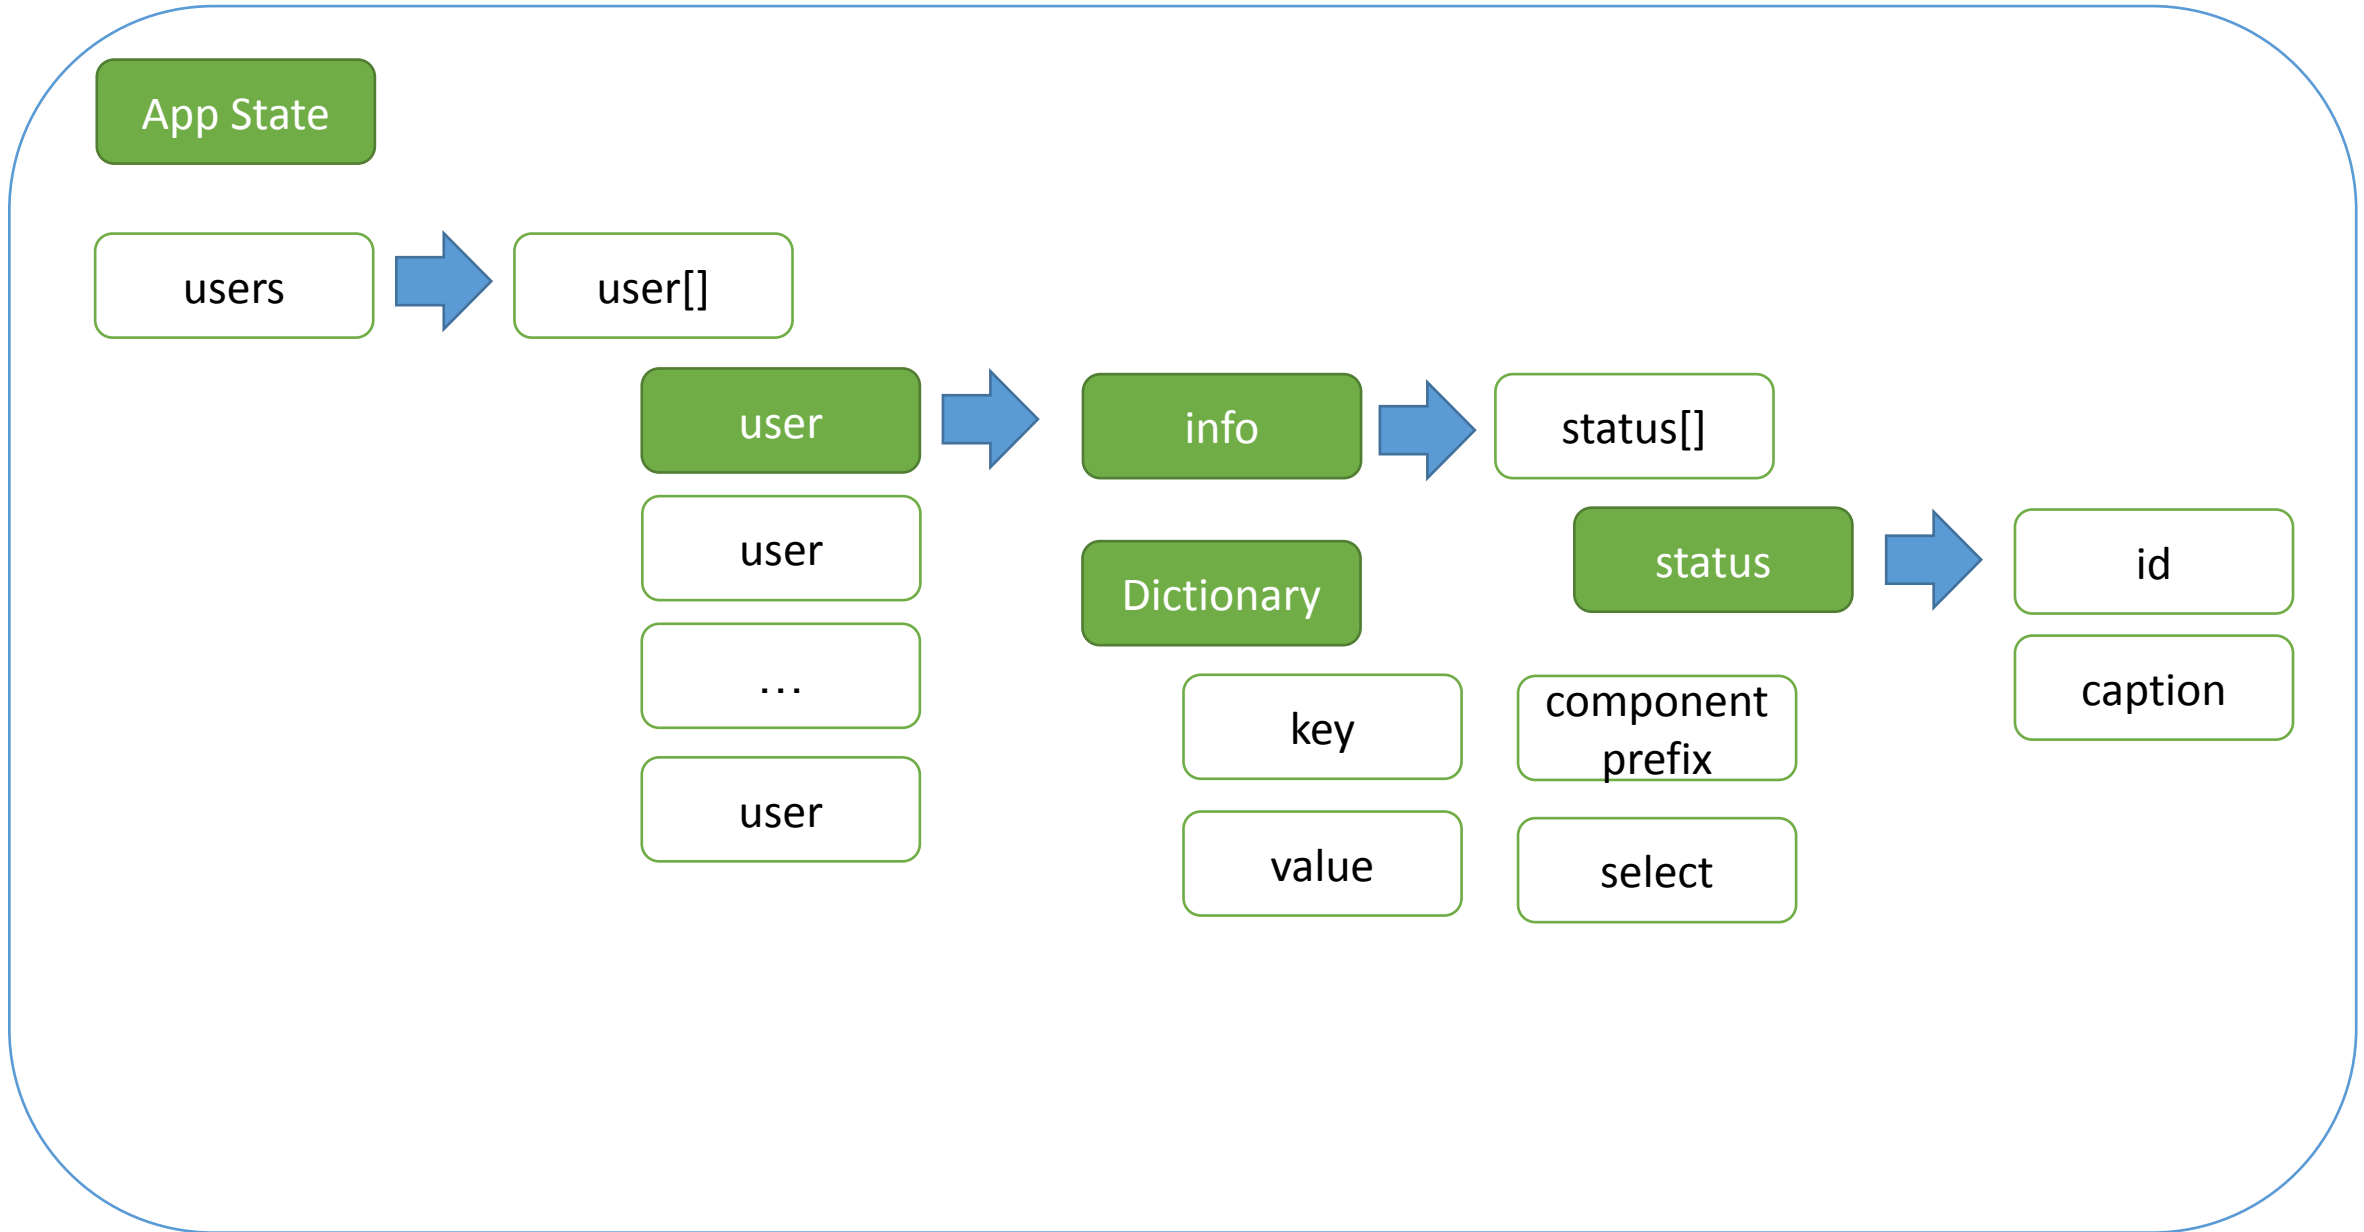 App State
users
user[]
user
info
status[]
user
Dictionary
status
id
…
key
component
prefix
caption
user
value
select